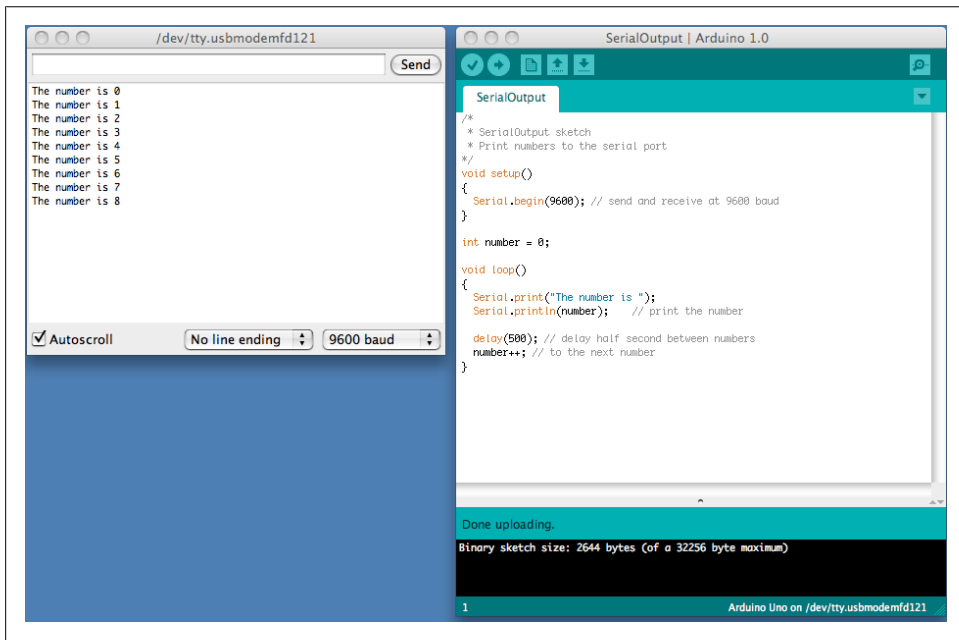 /dev/tty.usbmodemfd121
Send
The number is 0
The number is 1
The number is 2
The number is 3
The number is 4
The number is 5
The number is 6
The number is 7
The number is 8
Autoscroll
No line ending
9600 baud
SerialOutput | Arduino 1.0
SerialOutput
/*
* SerialOutput sketch
* Print numbers to the serial port
*/
void setup()
{
Serial.begin(9600); // send and receive at 9600 baud
}
int number = 0;
void loop()
{
Serial.print("The number is ");
Serial.println(number); // print the number
delay(500); // delay half second between numbers
number++; // to the next number
}
Done uploading.
Binary sketch size: 2644 bytes (of a 32256 byte maximum)
1
Arduino Uno on /dev/tty.usbmodemfd121